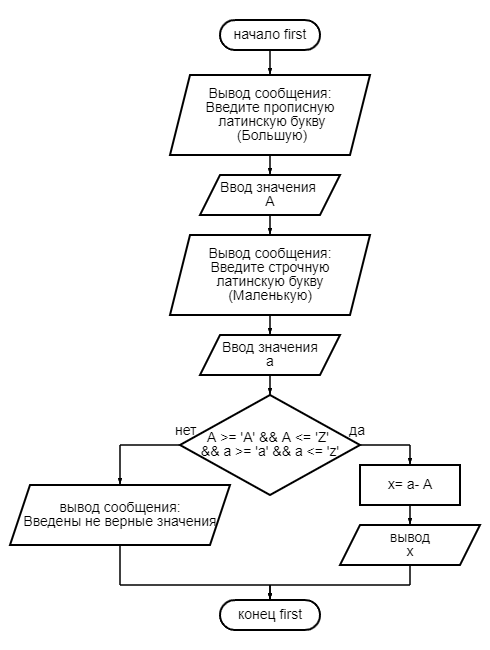 начало first
Вывод сообщения:
Введите прописную
латинскую букву
(Большую)
Ввод значения
A
Вывод сообщения:
Введите строчную
латинскую букву
(Маленькую)
Ввод значения
a
нет
да
A >= 'A' && A <= 'Z'
&& a >= 'a' && a <= 'z'
x= a- A
вывод сообщения:
Введены не верные значения
вывод
x
конец first